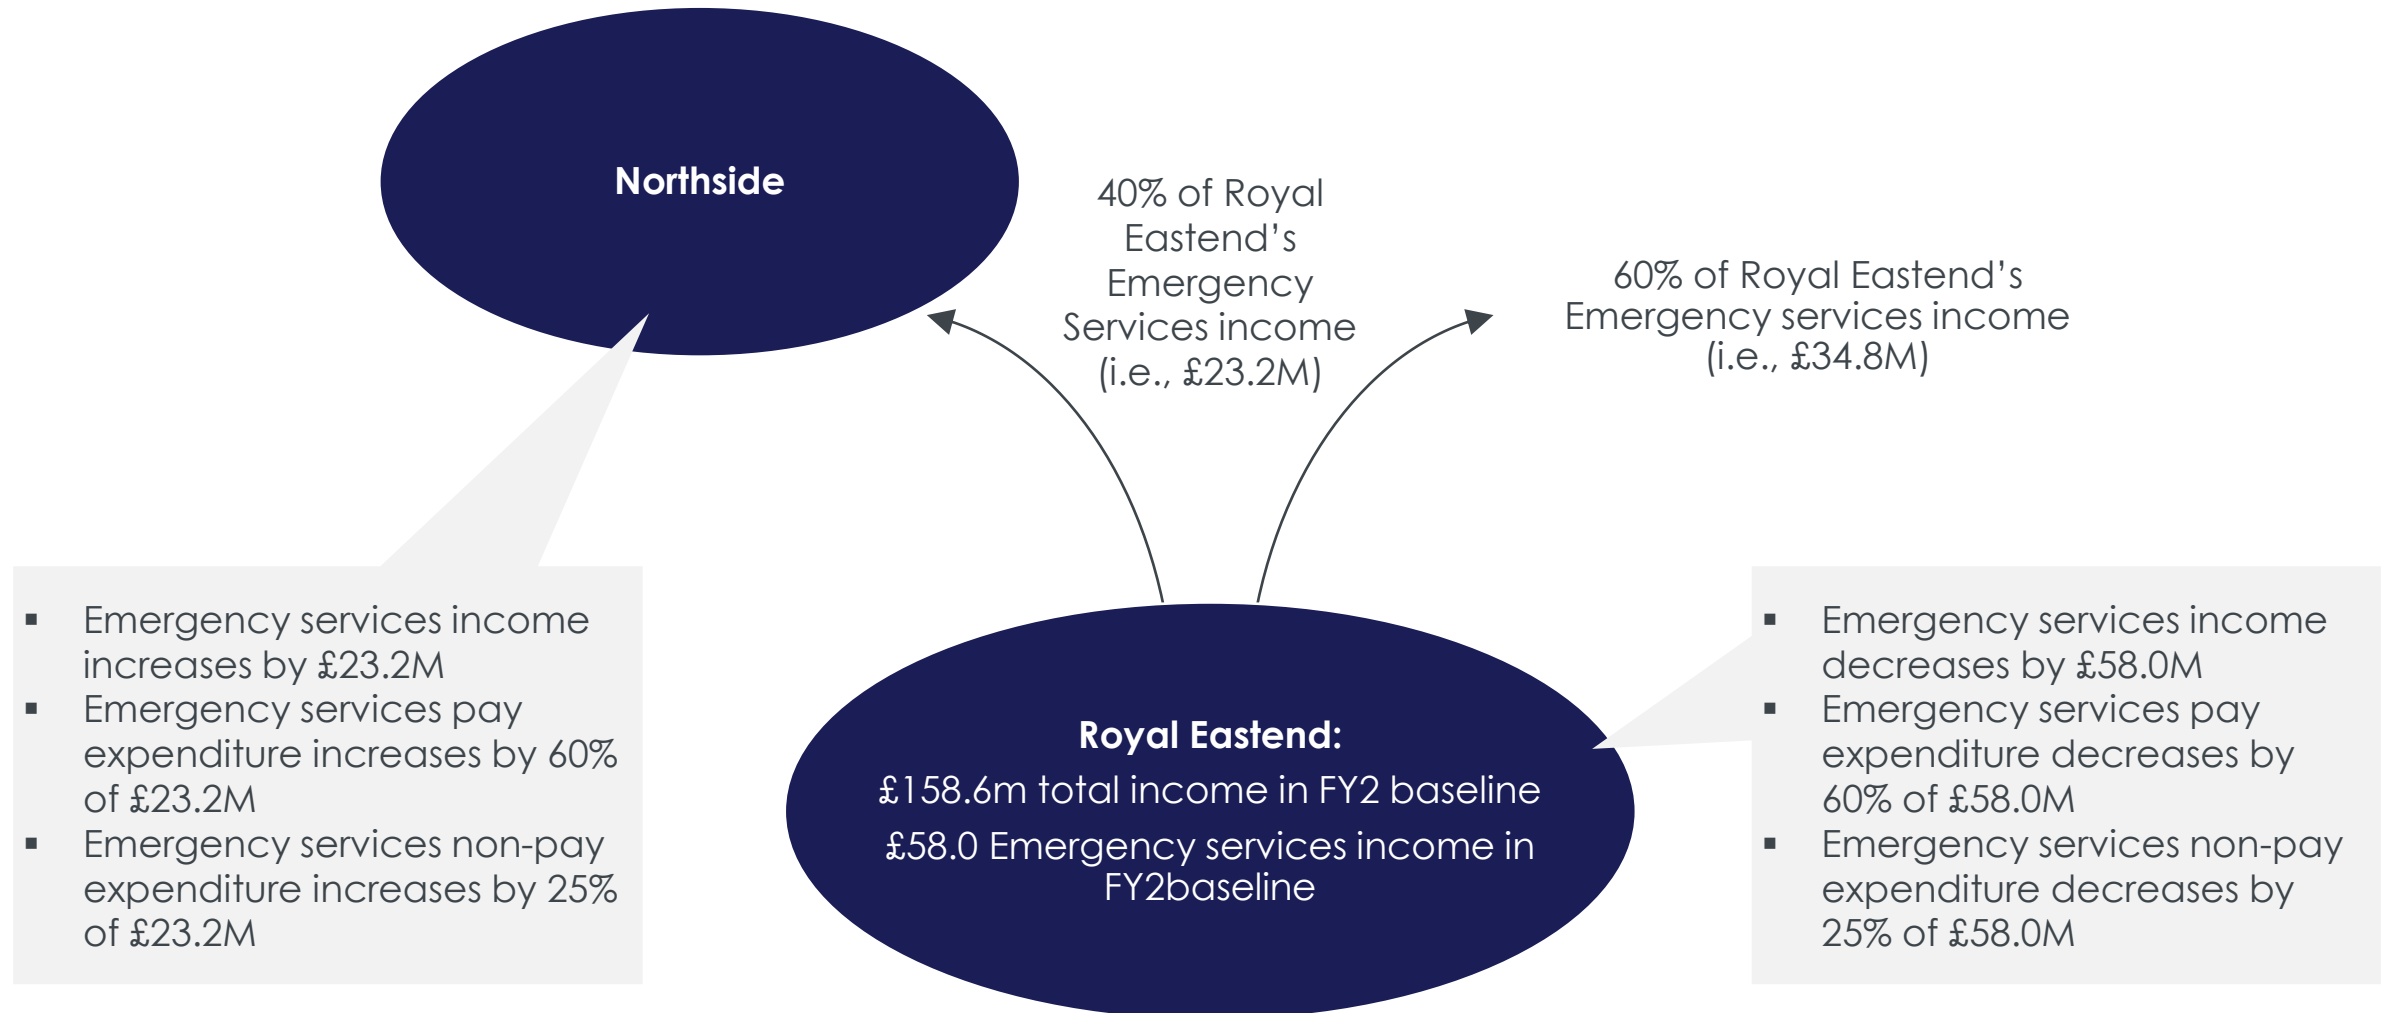 Northside
40% of Royal
Eastend’s
Emergency
Services income
(i.e., £23.2M)
60% of Royal Eastend’s
Emergency services income
(i.e., £34.8M)
▪ Emergency services income
increases by £23.2M
▪ Emergency services pay
expenditure increases by 60%
of £23.2M
▪ Emergency services non-pay
expenditure increases by 25%
of £23.2M
Royal Eastend:
£158.6m total income in FY2 baseline
£58.0 Emergency services income in
FY2baseline
▪ Emergency services income
decreases by £58.0M
▪ Emergency services pay
expenditure decreases by
60% of £58.0M
▪ Emergency services non-pay
expenditure decreases by
25% of £58.0M